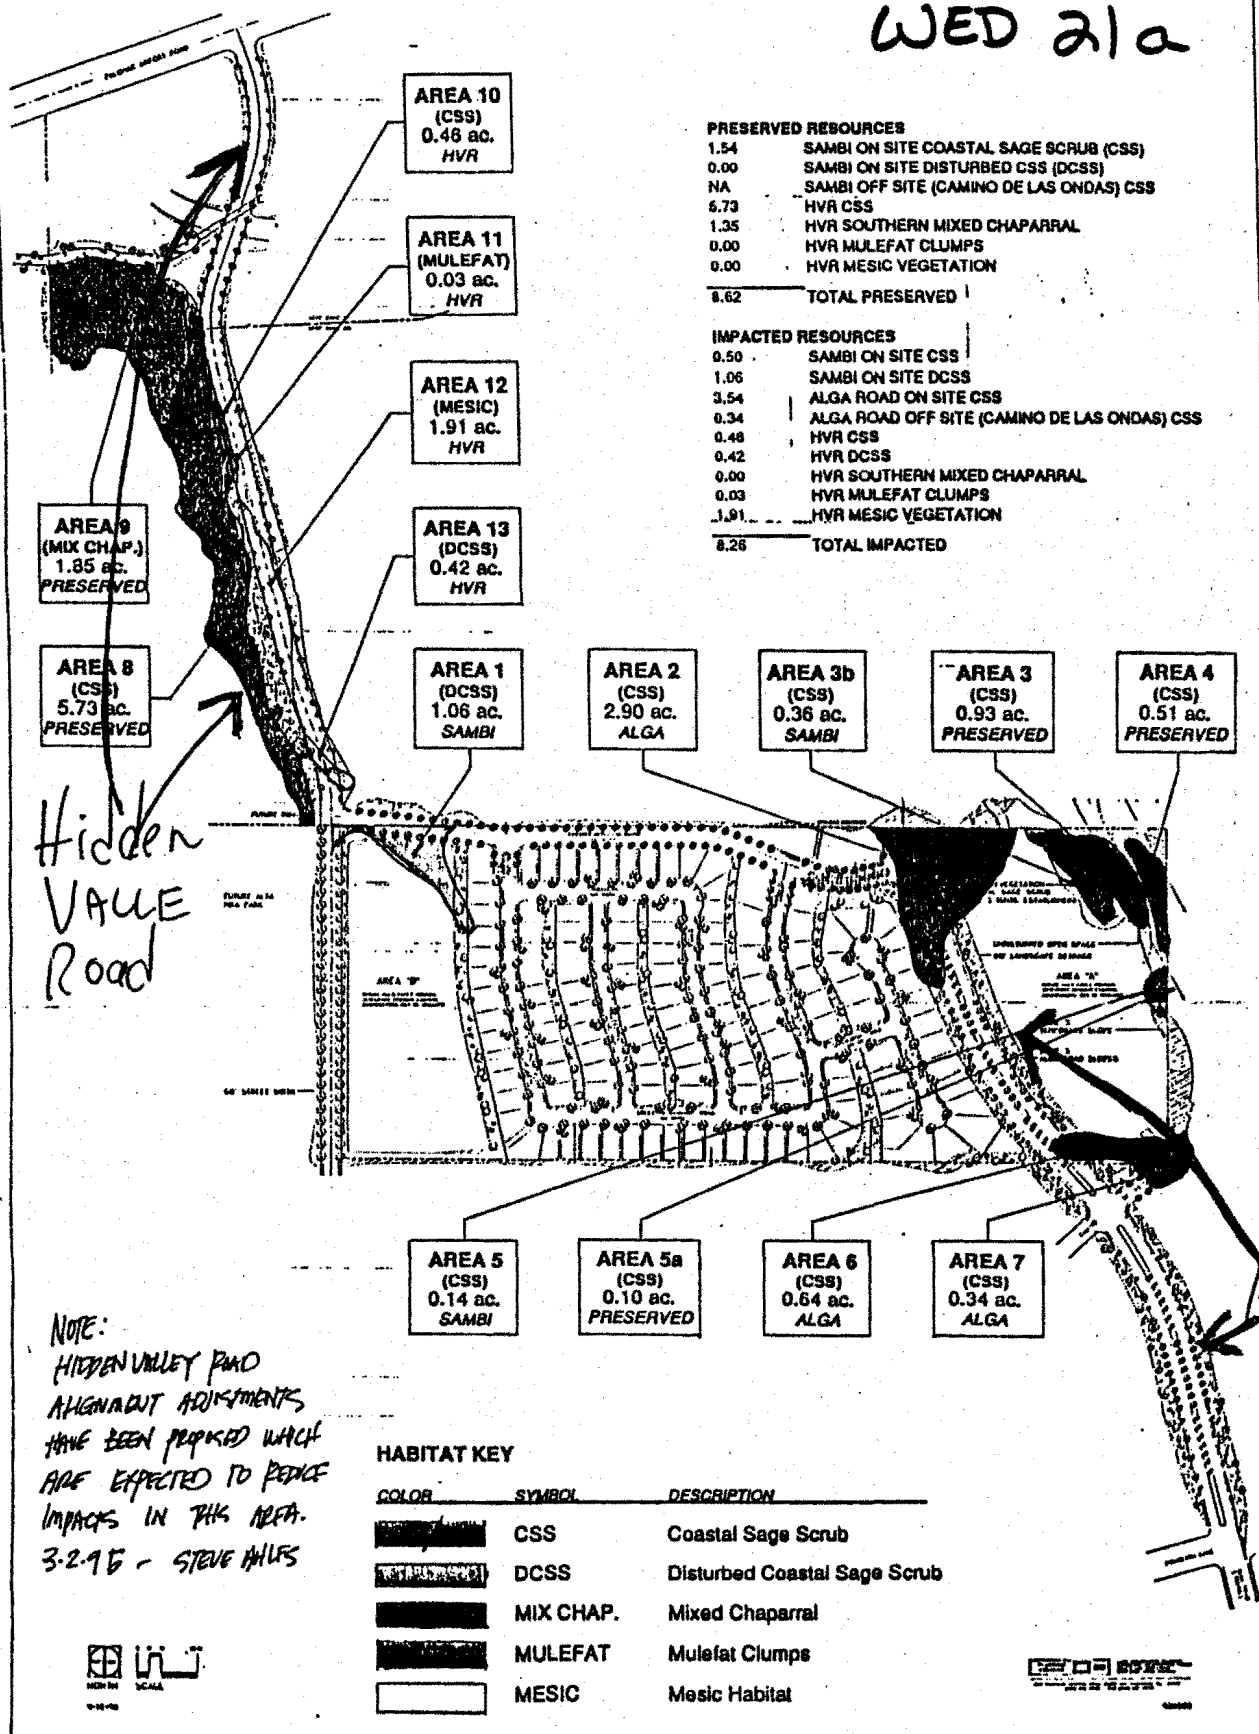 WED 21a
PRESERVED RESOURCES
1.54 SAMBI ON SITE COASTAL SAGE SCRUB (CSS)
0.00 SAMBI ON SITE DISTURBED CSS (DCSS)
NA SAMBI OFF SITE (CAMINO DE LAS ONDAS) CSS
5.73 HVR CSS
1.35 HVR SOUTHERN MIXED CHAPARRAL
0.00 HVR MULEFAT CLUMPS
0.00 HVR MESIC VEGETATION
8.62 TOTAL PRESERVED
IMPACTED RESOURCES
0.50 SAMBI ON SITE CSS
1.06 SAMBI ON SITE DCSS
3.54 ALGA ROAD ON SITE CSS
0.34 ALGA ROAD OFF SITE (CAMINO DE LAS ONDAS) CSS
0.48 HVR CSS
0.42 HVR DCSS
0.00 HVR SOUTHERN MIXED CHAPARRAL
0.03 HVR MULEFAT CLUMPS
1.91 HVR MESIC VEGETATION
8.26 TOTAL IMPACTED
AREA 10
(CSS)
0.46 ac.
HVR
AREA 11
(MULEFAT)
0.03 ac.
HVR
AREA 12
(MESIC)
1.91 ac.
HVR
AREA 9
(MIX CHAP.)
1.85 ac.
PRESERVED
AREA 13
(DCSS)
0.42 ac.
HVR
AREA 8
(CSS)
5.73 ac.
PRESERVED
AREA 1
(DCSS)
1.06 ac.
SAMBI
AREA 2
(CSS)
2.90 ac.
ALGA
AREA 3b
(CSS)
0.36 ac.
SAMBI
AREA 3
(CSS)
0.93 ac.
PRESERVED
AREA 4
(CSS)
0.51 ac.
PRESERVED
Hidden
VALLE
Road
AREA "B"
AREA "A"
AREA 5
(CSS)
0.14 ac.
SAMBI
AREA 5a
(CSS)
0.10 ac.
PRESERVED
AREA 6
(CSS)
0.64 ac.
ALGA
AREA 7
(CSS)
0.34 ac.
ALGA
NOTE:
HIDDEN VALLEY ROAD
ALIGNMENT ADJUSTMENTS
HAVE BEEN PROPOSED WHICH
ARE EXPECTED TO REDUCE
IMPACTS IN THIS AREA.
3·2·95 - STEVE AHLES
HABITAT KEY
COLOR SYMBOL DESCRIPTION
CSS Coastal Sage Scrub
DCSS Disturbed Coastal Sage Scrub
MIX CHAP. Mixed Chaparral
MULEFAT Mulefat Clumps
MESIC Mesic Habitat
NORTH SCALE